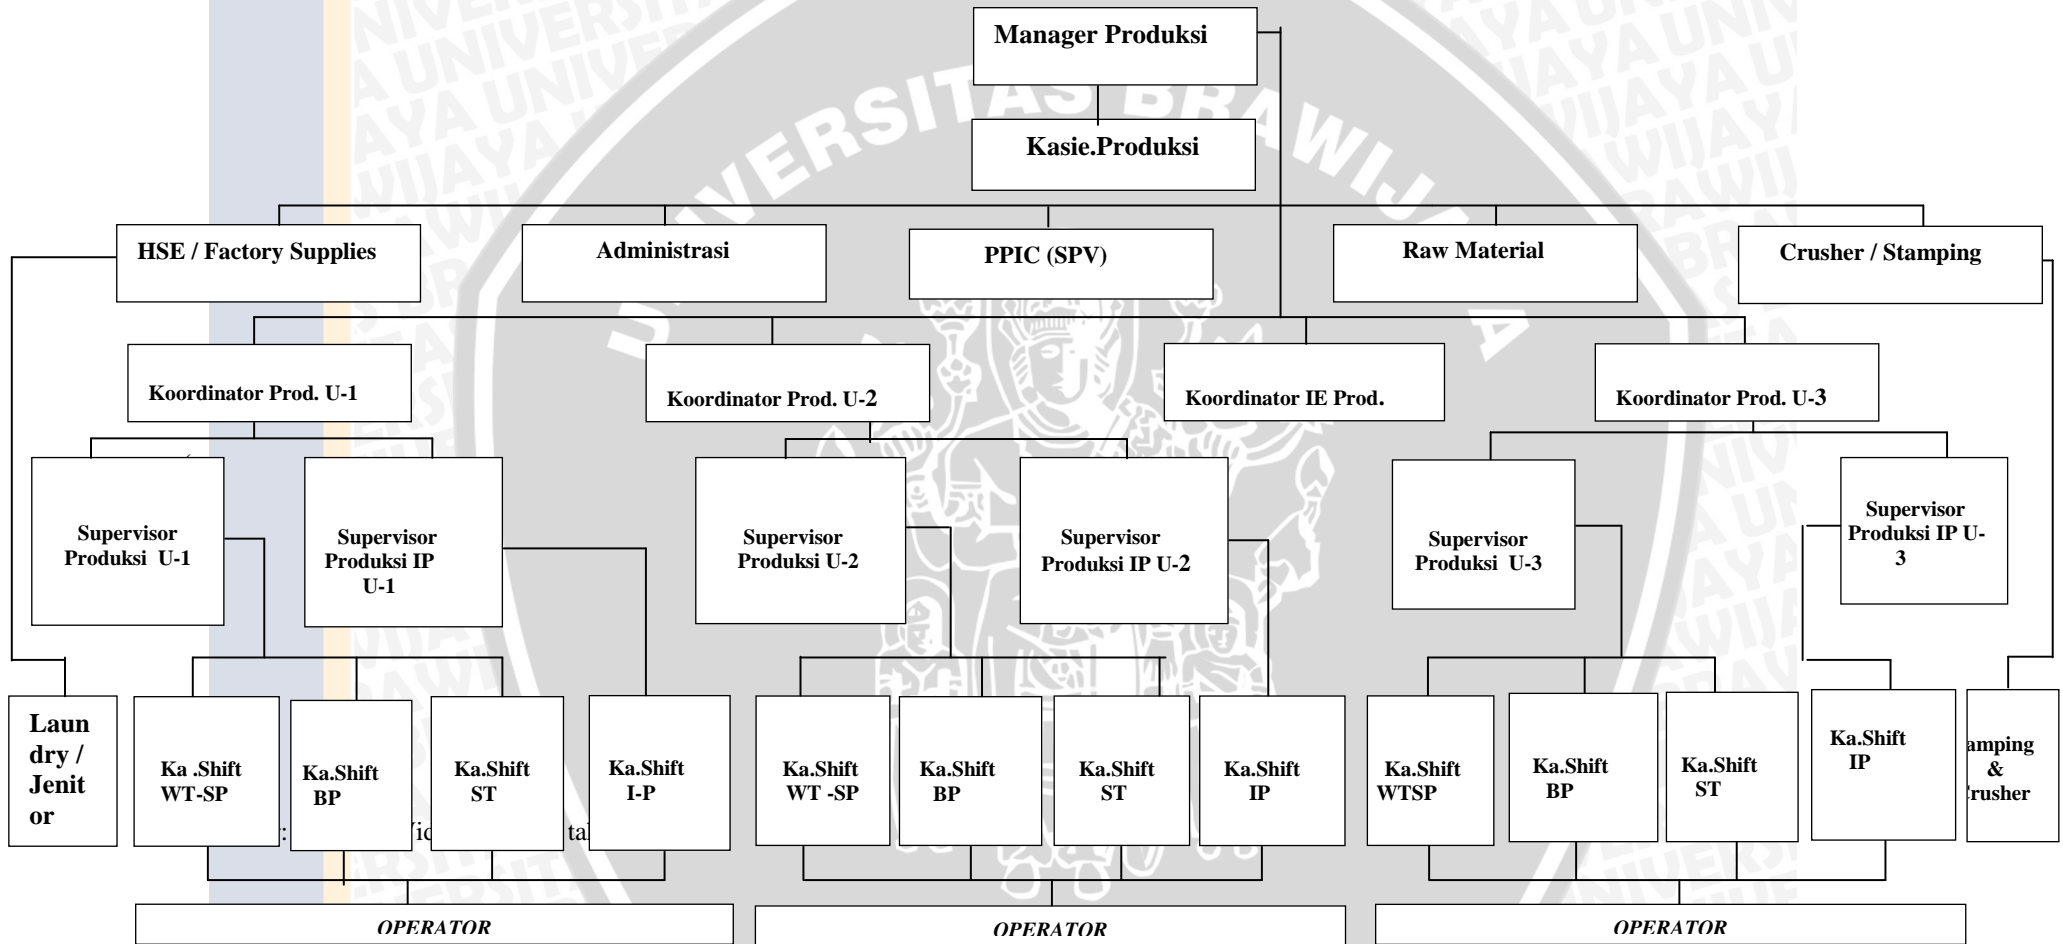 UNIVERSITAS BRAWIJAYA
Manager Produksi
Kasie.Produksi
HSE / Factory Supplies
Administrasi
PPIC (SPV)
Raw Material
Crusher / Stamping
Koordinator Prod. U-1
Koordinator Prod. U-2
Koordinator IE Prod.
Koordinator Prod. U-3
Supervisor
Produksi U-1
Supervisor
Produksi IP
U-1
Supervisor
Produksi U-2
Supervisor
Produksi IP U-2
Supervisor
Produksi U-3
Supervisor
Produksi IP U-
3
Laun
dry /
Jenit
or
Ka .Shift
WT-SP
Ka.Shift
BP
Ka.Shift
ST
Ka.Shift
I-P
Ka.Shift
WT -SP
Ka.Shift
BP
Ka.Shift
ST
Ka.Shift
IP
Ka.Shift
WTSP
Ka.Shift
BP
Ka.Shift
ST
Ka.Shift
IP
amping
&
rusher
OPERATOR
OPERATOR
OPERATOR